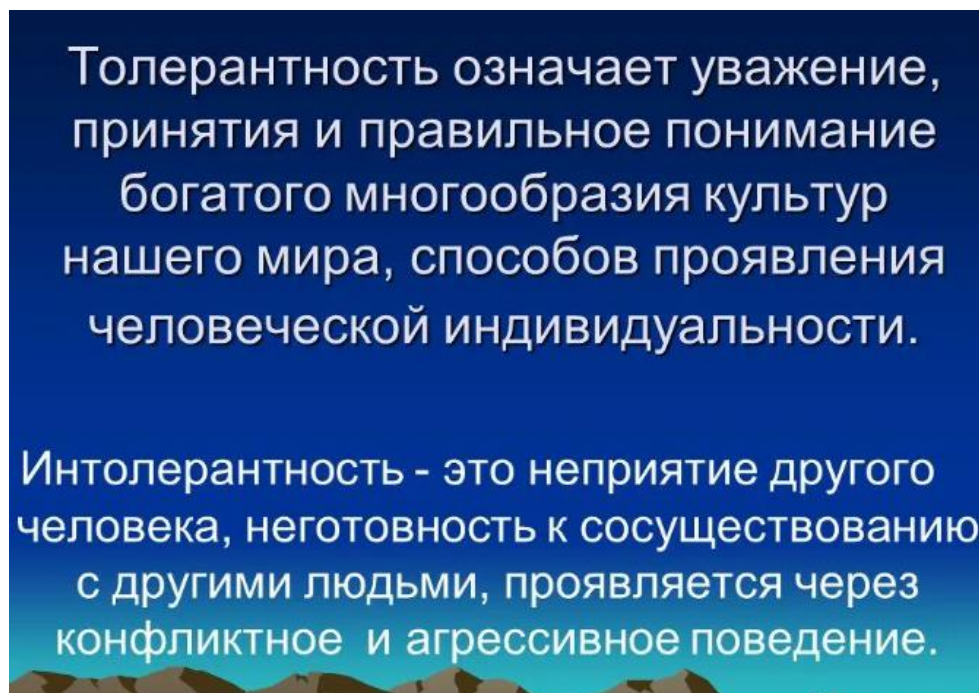 Толерантность означает уважение,
принятия и правильное понимание
богатого многообразия культур
нашего мира, способов проявления
человеческой индивидуальности.
Интолерантность - это неприятие другого
человека, неготовность к сосуществованию
с другими людьми, проявляется через
конфликтное и агрессивное поведение.